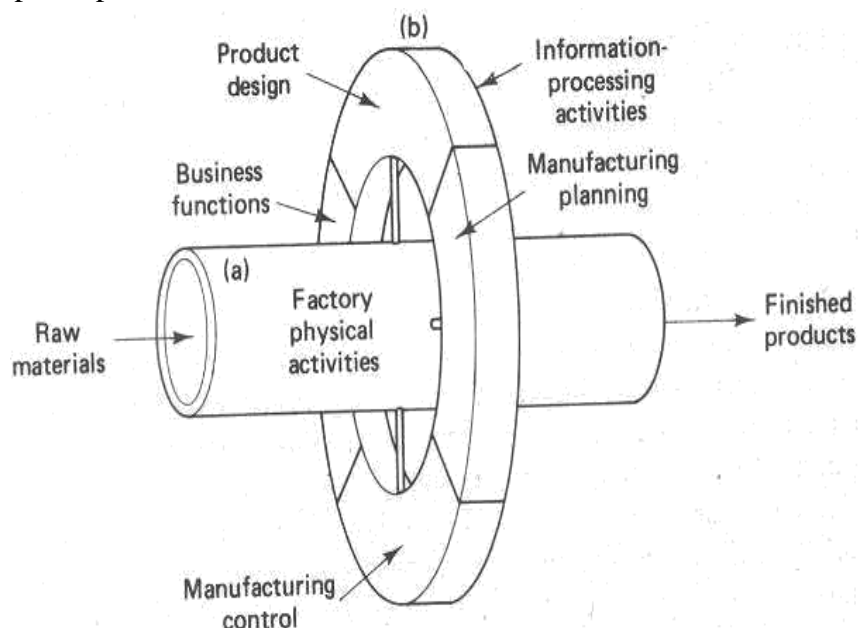 (b)
Product
design
Information-
processing
activities
Business
functions
Manufacturing
planning
(a)
Factory
physical
activities
Raw
materials
Finished
products
Manufacturing
control